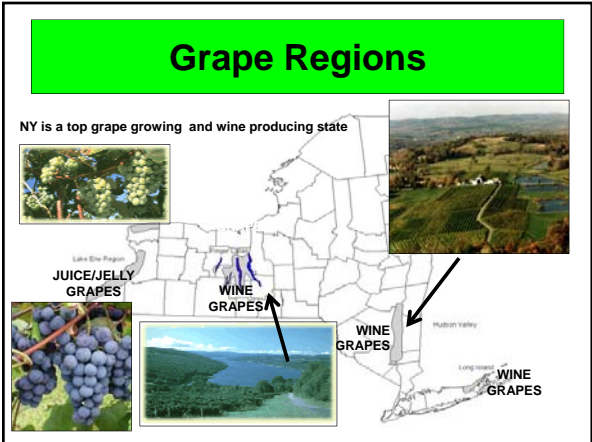 Grape Regions
NY is a top grape growing and wine producing state
Lake Erie Region
JUICE/JELLY
GRAPES
WINE
GRAPES
WINE
GRAPES
Hudson Valley
Long Island
WINE
GRAPES